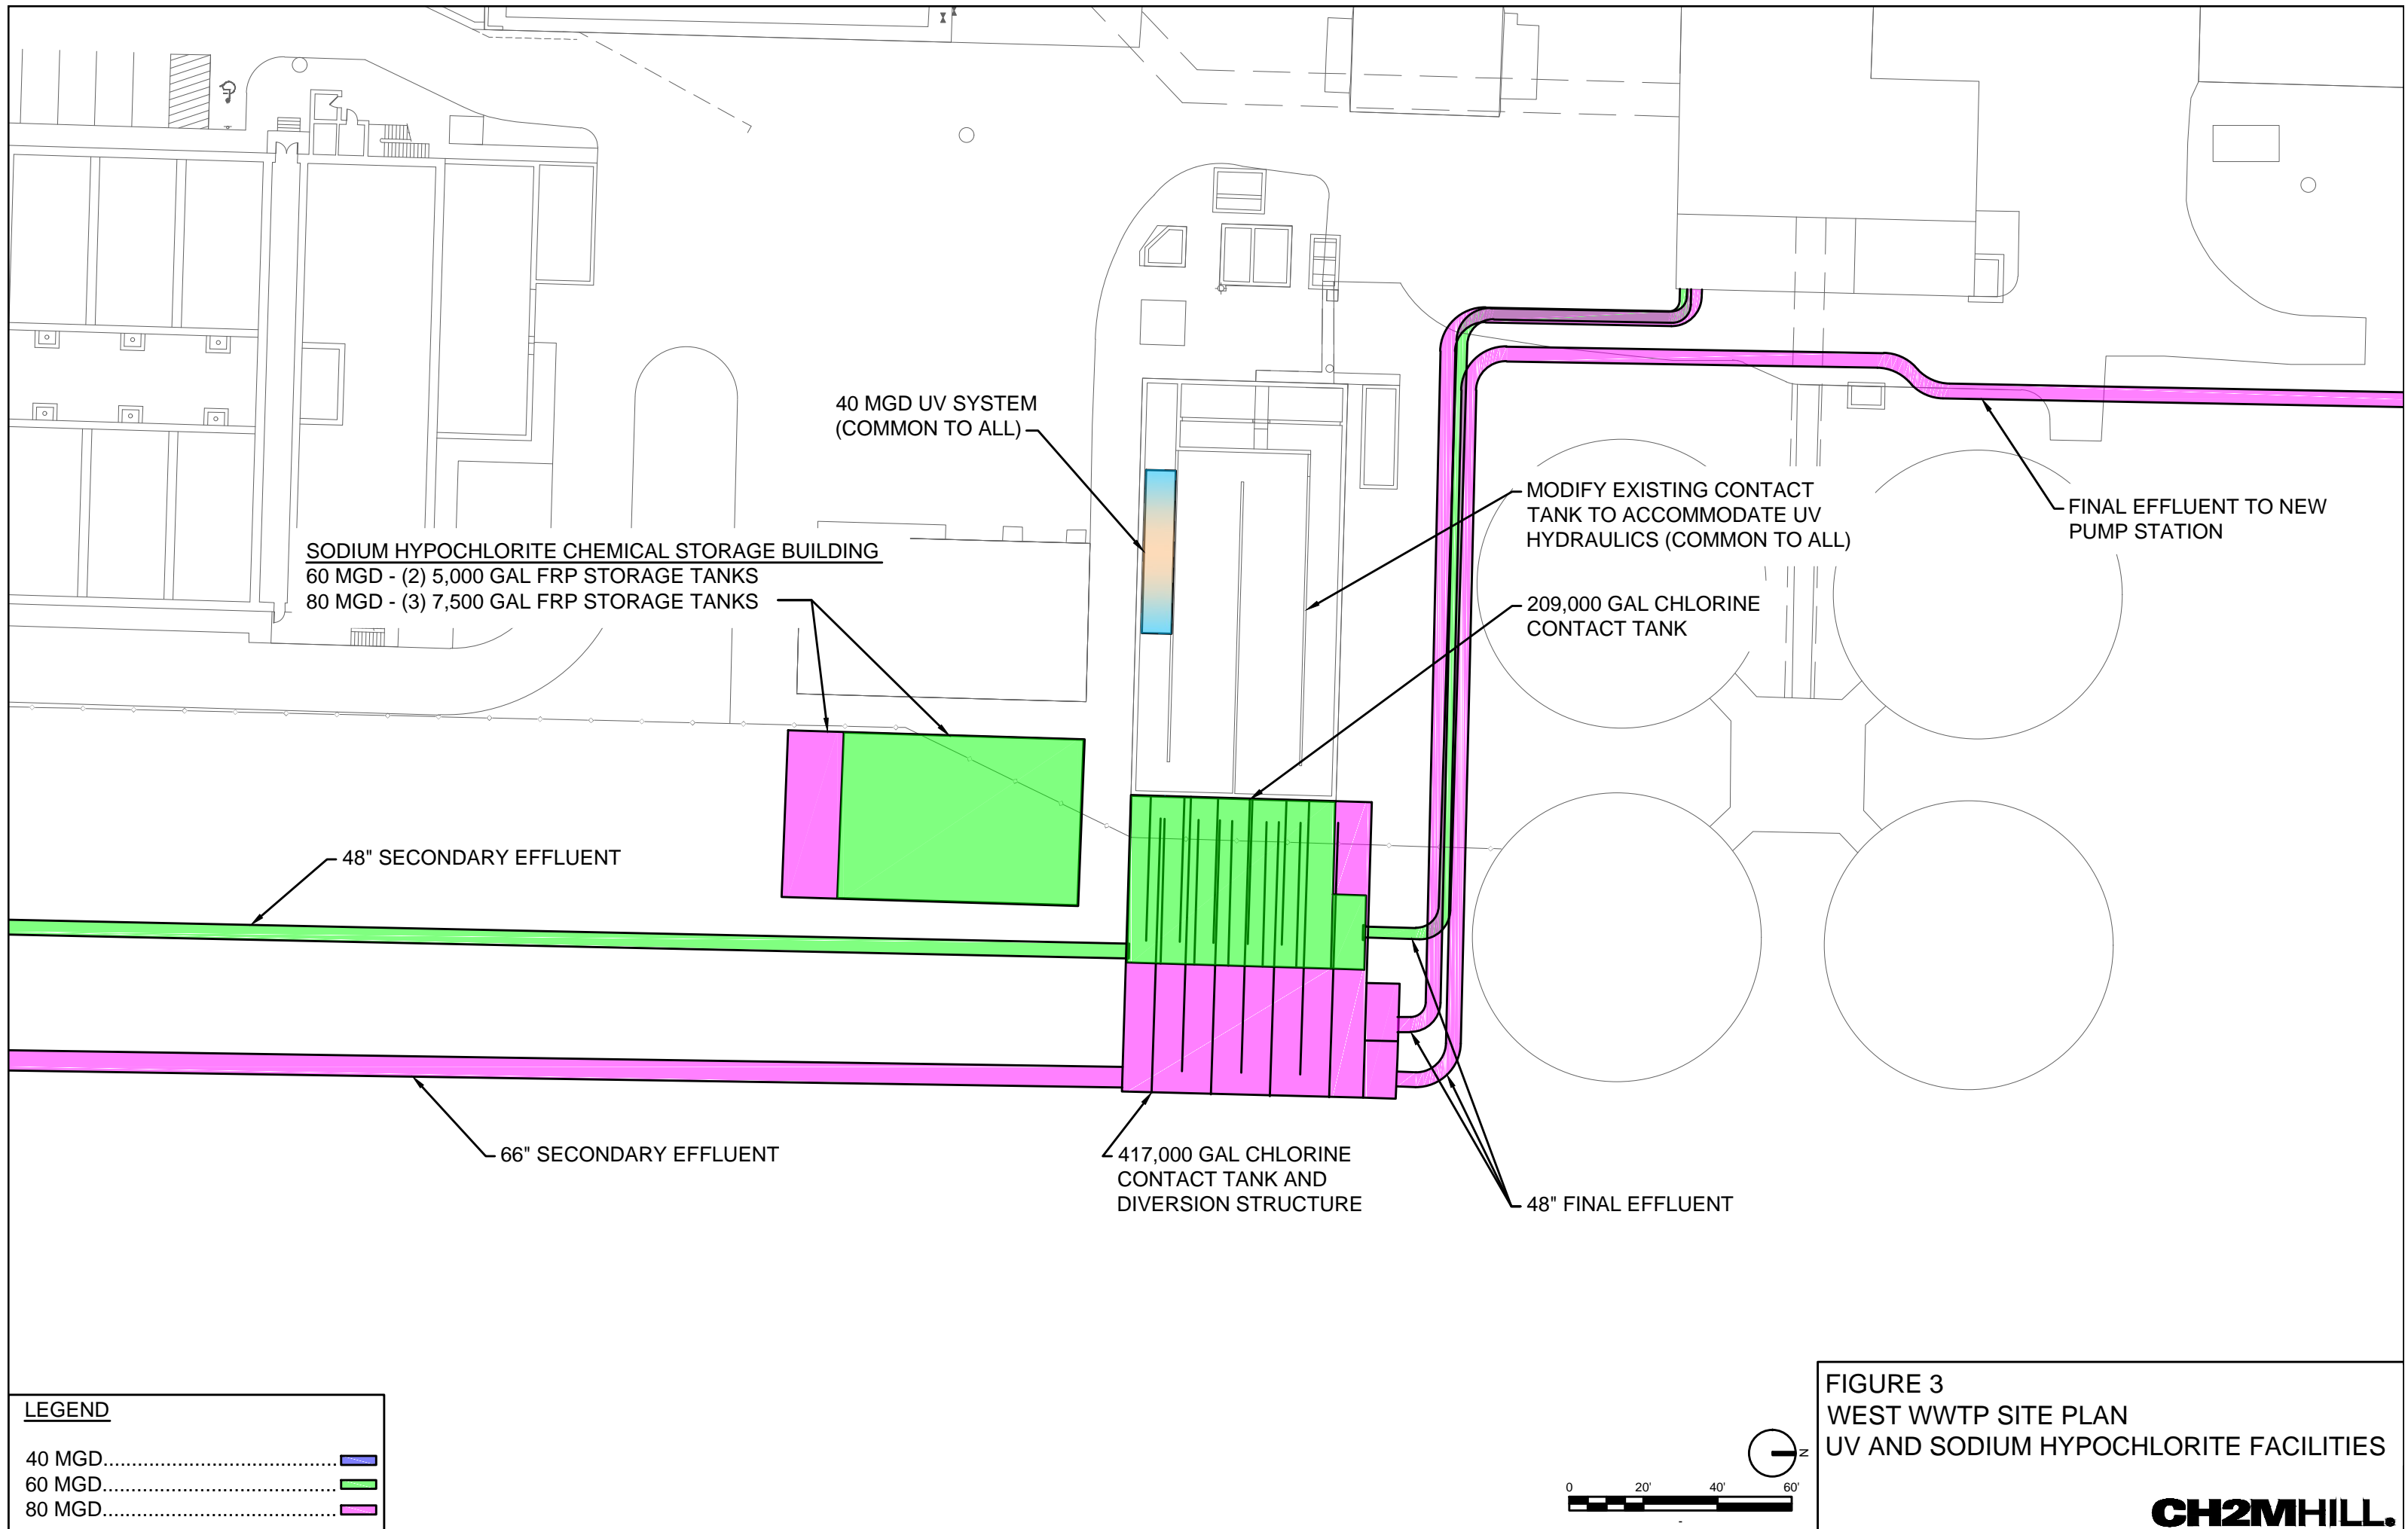 40 MGD UV SYSTEM
(COMMON TO ALL)
MODIFY EXISTING CONTACT
TANK TO ACCOMMODATE UV
HYDRAULICS (COMMON TO ALL)
FINAL EFFLUENT TO NEW
PUMP STATION
SODIUM HYPOCHLORITE CHEMICAL STORAGE BUILDING
60 MGD - (2) 5,000 GAL FRP STORAGE TANKS
80 MGD - (3) 7,500 GAL FRP STORAGE TANKS
209,000 GAL CHLORINE
CONTACT TANK
48" SECONDARY EFFLUENT
66" SECONDARY EFFLUENT
417,000 GAL CHLORINE
CONTACT TANK AND
DIVERSION STRUCTURE
48" FINAL EFFLUENT
LEGEND
40 MGD
60 MGD
80 MGD
N
0 20' 40' 60'
FIGURE 3
WEST WWTP SITE PLAN
UV AND SODIUM HYPOCHLORITE FACILITIES
CH2MHILL.